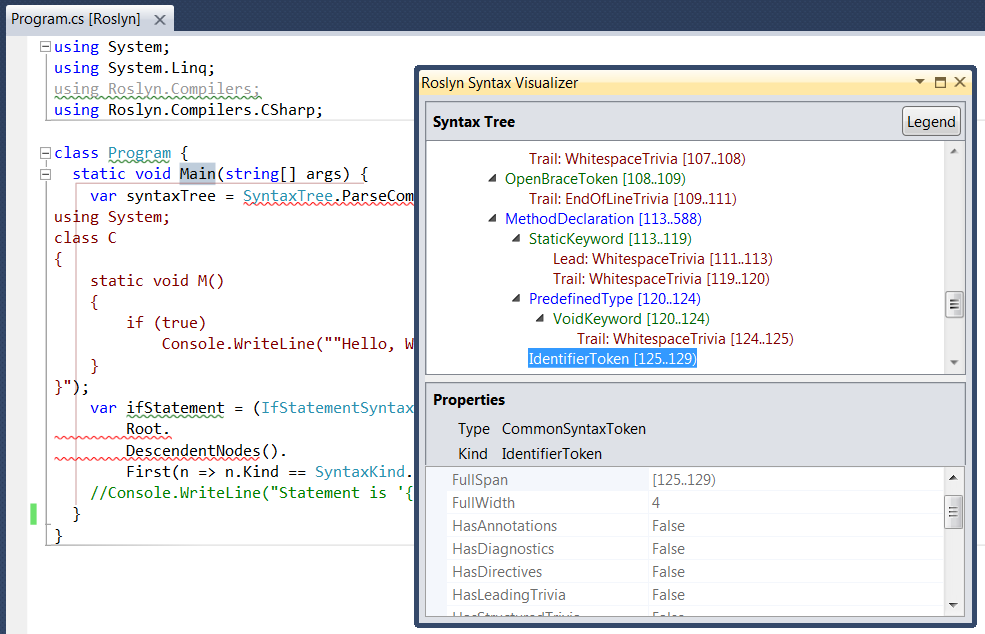 Program.cs [Roslyn]
using System;
using System.Linq;
using Roslyn.Compilers;
using Roslyn.Compilers.CSharp;
class Program {
static void Main(string[] args) {
var syntaxTree = SyntaxTree.ParseCom
using System;
class C
{
static void M()
{
if (true)
Console.WriteLine(""Hello, W
}
}");
var ifStatement = (IfStatementSyntax
Root.
DescendentNodes().
First(n => n.Kind == SyntaxKind.
//Console.WriteLine("Statement is '{
}
}
Roslyn Syntax Visualizer
Syntax Tree
Legend
Trail: WhitespaceTrivia [107..108)
OpenBraceToken [108..109)
Trail: EndOfLineTrivia [109..111)
MethodDeclaration [113..588)
StaticKeyword [113..119)
Lead: WhitespaceTrivia [111..113)
Trail: WhitespaceTrivia [119..120)
PredefinedType [120..124)
VoidKeyword [120..124)
Trail: WhitespaceTrivia [124..125)
IdentifierToken [125..129)
Properties
Type CommonSyntaxToken
Kind IdentifierToken
FullSpan [125..129)
FullWidth 4
HasAnnotations False
HasDiagnostics False
HasDirectives False
HasLeadingTrivia False
HasStructuredTrivia False